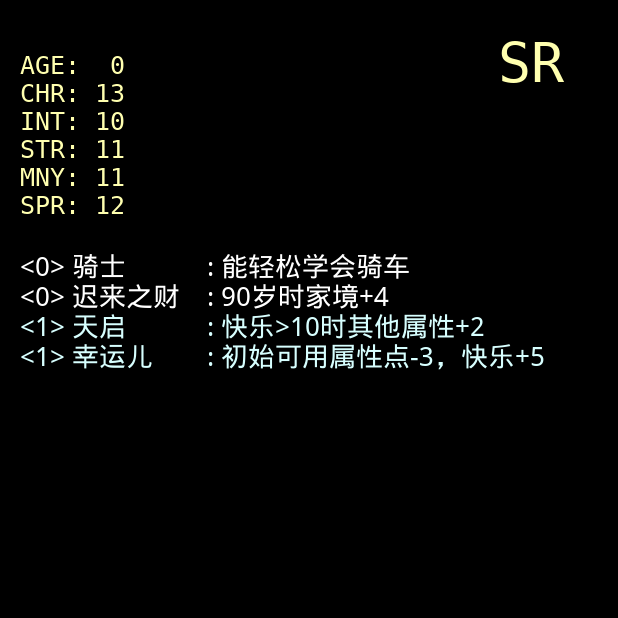 SR
AGE:  0
CHR: 13
INT: 10
STR: 11
MNY: 11
SPR: 12
<0> 骑士 : 能轻松学会骑车
<0> 迟来之财 : 90岁时家境+4
<1> 天启 : 快乐>10时其他属性+2
<1> 幸运儿 : 初始可用属性点-3，快乐+5